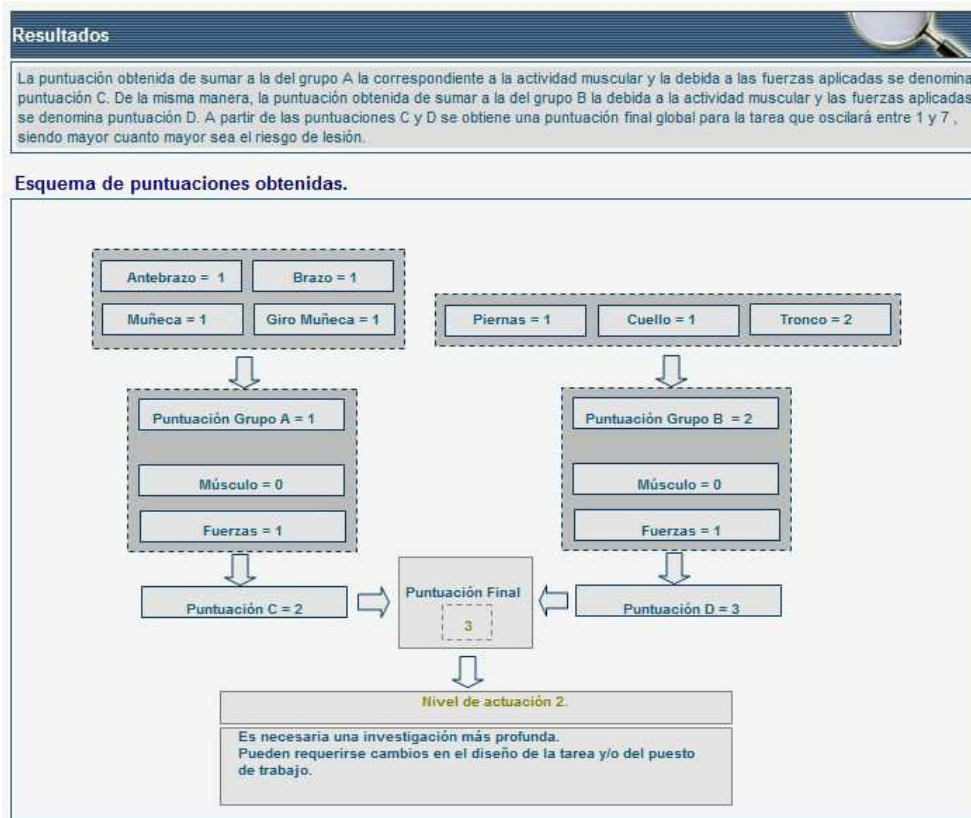 Resultados
La puntuación obtenida de sumar a la del grupo A la correspondiente a la actividad muscular y la debida a las fuerzas aplicadas se denomina
puntuación C. De la misma manera, la puntuación obtenida de sumar a la del grupo B la debida a la actividad muscular y las fuerzas aplicadas
se denomina puntuación D. A partir de las puntuaciones C y D se obtiene una puntuación final global para la tarea que oscilará entre 1 y 7 ,
siendo mayor cuanto mayor sea el riesgo de lesión.
Esquema de puntuaciones obtenidas.
Antebrazo = 1
Brazo = 1
Muñeca = 1
Giro Muñeca = 1
Piernas = 1
Cuello = 1
Tronco = 2
Puntuación Grupo A = 1
Músculo = 0
Fuerzas = 1
Puntuación Grupo B = 2
Músculo = 0
Fuerzas = 1
Puntuación C = 2
Puntuación Final
3
Puntuación D = 3
Nivel de actuación 2.
Es necesaria una investigación más profunda.
Pueden requerirse cambios en el diseño de la tarea y/o del puesto
de trabajo.